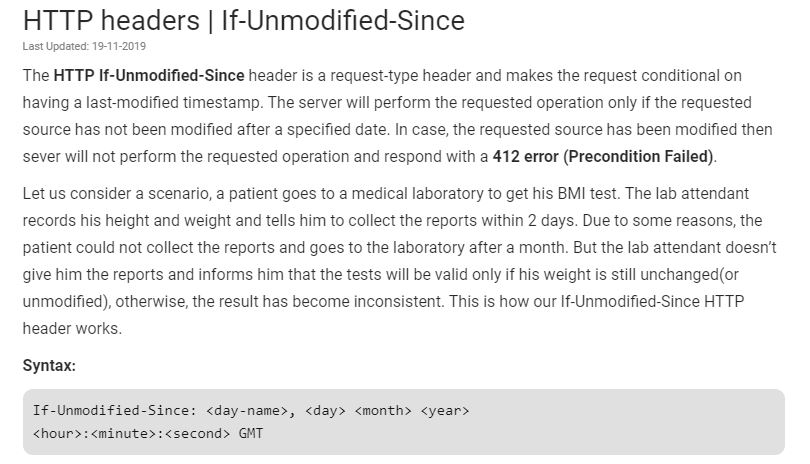 HTTP headers | If-Unmodified-Since
Last Updated: 19-11-2019
The HTTP If-Unmodified-Since header is a request-type header and makes the request conditional on
having a last-modified timestamp. The server will perform the requested operation only if the requested
source has not been modified after a specified date. In case, the requested source has been modified then
sever will not perform the requested operation and respond with a 412 error (Precondition Failed).
Let us consider a scenario, a patient goes to a medical laboratory to get his BMI test. The lab attendant
records his height and weight and tells him to collect the reports within 2 days. Due to some reasons, the
patient could not collect the reports and goes to the laboratory after a month. But the lab attendant doesn’t
give him the reports and informs him that the tests will be valid only if his weight is still unchanged(or
unmodified), otherwise, the result has become inconsistent. This is how our If-Unmodified-Since HTTP
header works.
Syntax:
If-Unmodified-Since: <day-name>, <day> <month> <year>
<hour>:<minute>:<second> GMT